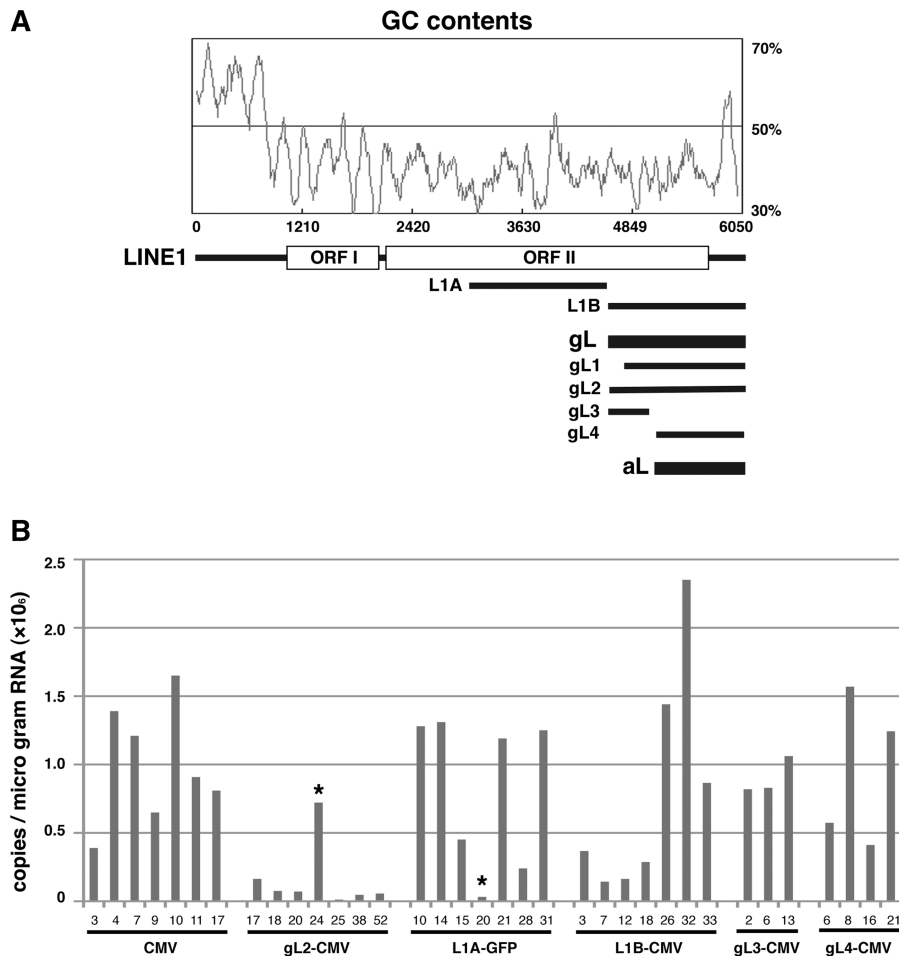 A
GC contents
70%
50%
30%
0 1210 2420 3630 4849 6050
LINE1 ORF I ORF II
L1A
L1B
gL
gL1
gL2
gL3
gL4
aL
B
copies / micro gram RNA (×10₆)
2.5
2.0
1.5
1.0
0.5
0
* *
3 4 7 9 10 11 17 17 18 20 24 25 38 52 10 14 15 20 21 28 31 3 7 12 18 26 32 33 2 6 13 6 8 16 21
CMV gL2-CMV L1A-GFP L1B-CMV gL3-CMV gL4-CMV